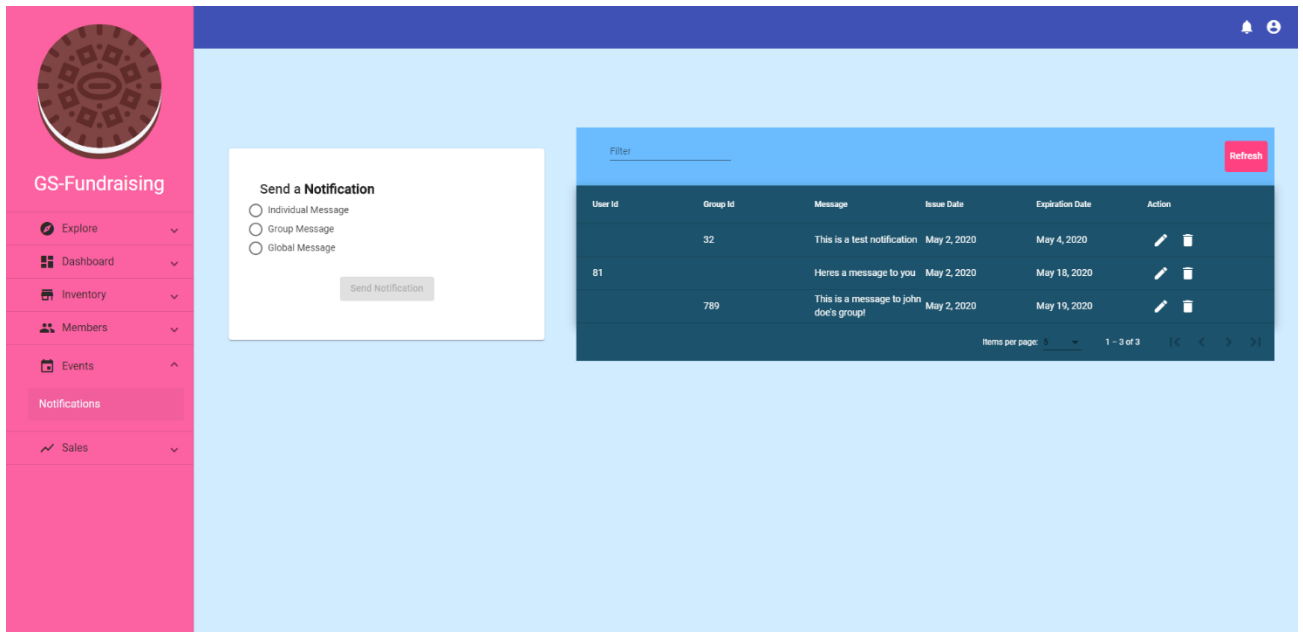 GS-Fundraising
Explore
Dashboard
Inventory
Members
Events
Notifications
Sales
Send a Notification
Individual Message
Group Message
Global Message
Send Notification
Filter
Refresh
User Id Group Id Message Issue Date Expiration Date Action
32 This is a test notification May 2, 2020 May 4, 2020
81 Heres a message to you May 2, 2020 May 18, 2020
789 This is a message to john doe's group! May 2, 2020 May 19, 2020
Items per page: 1 – 3 of 3